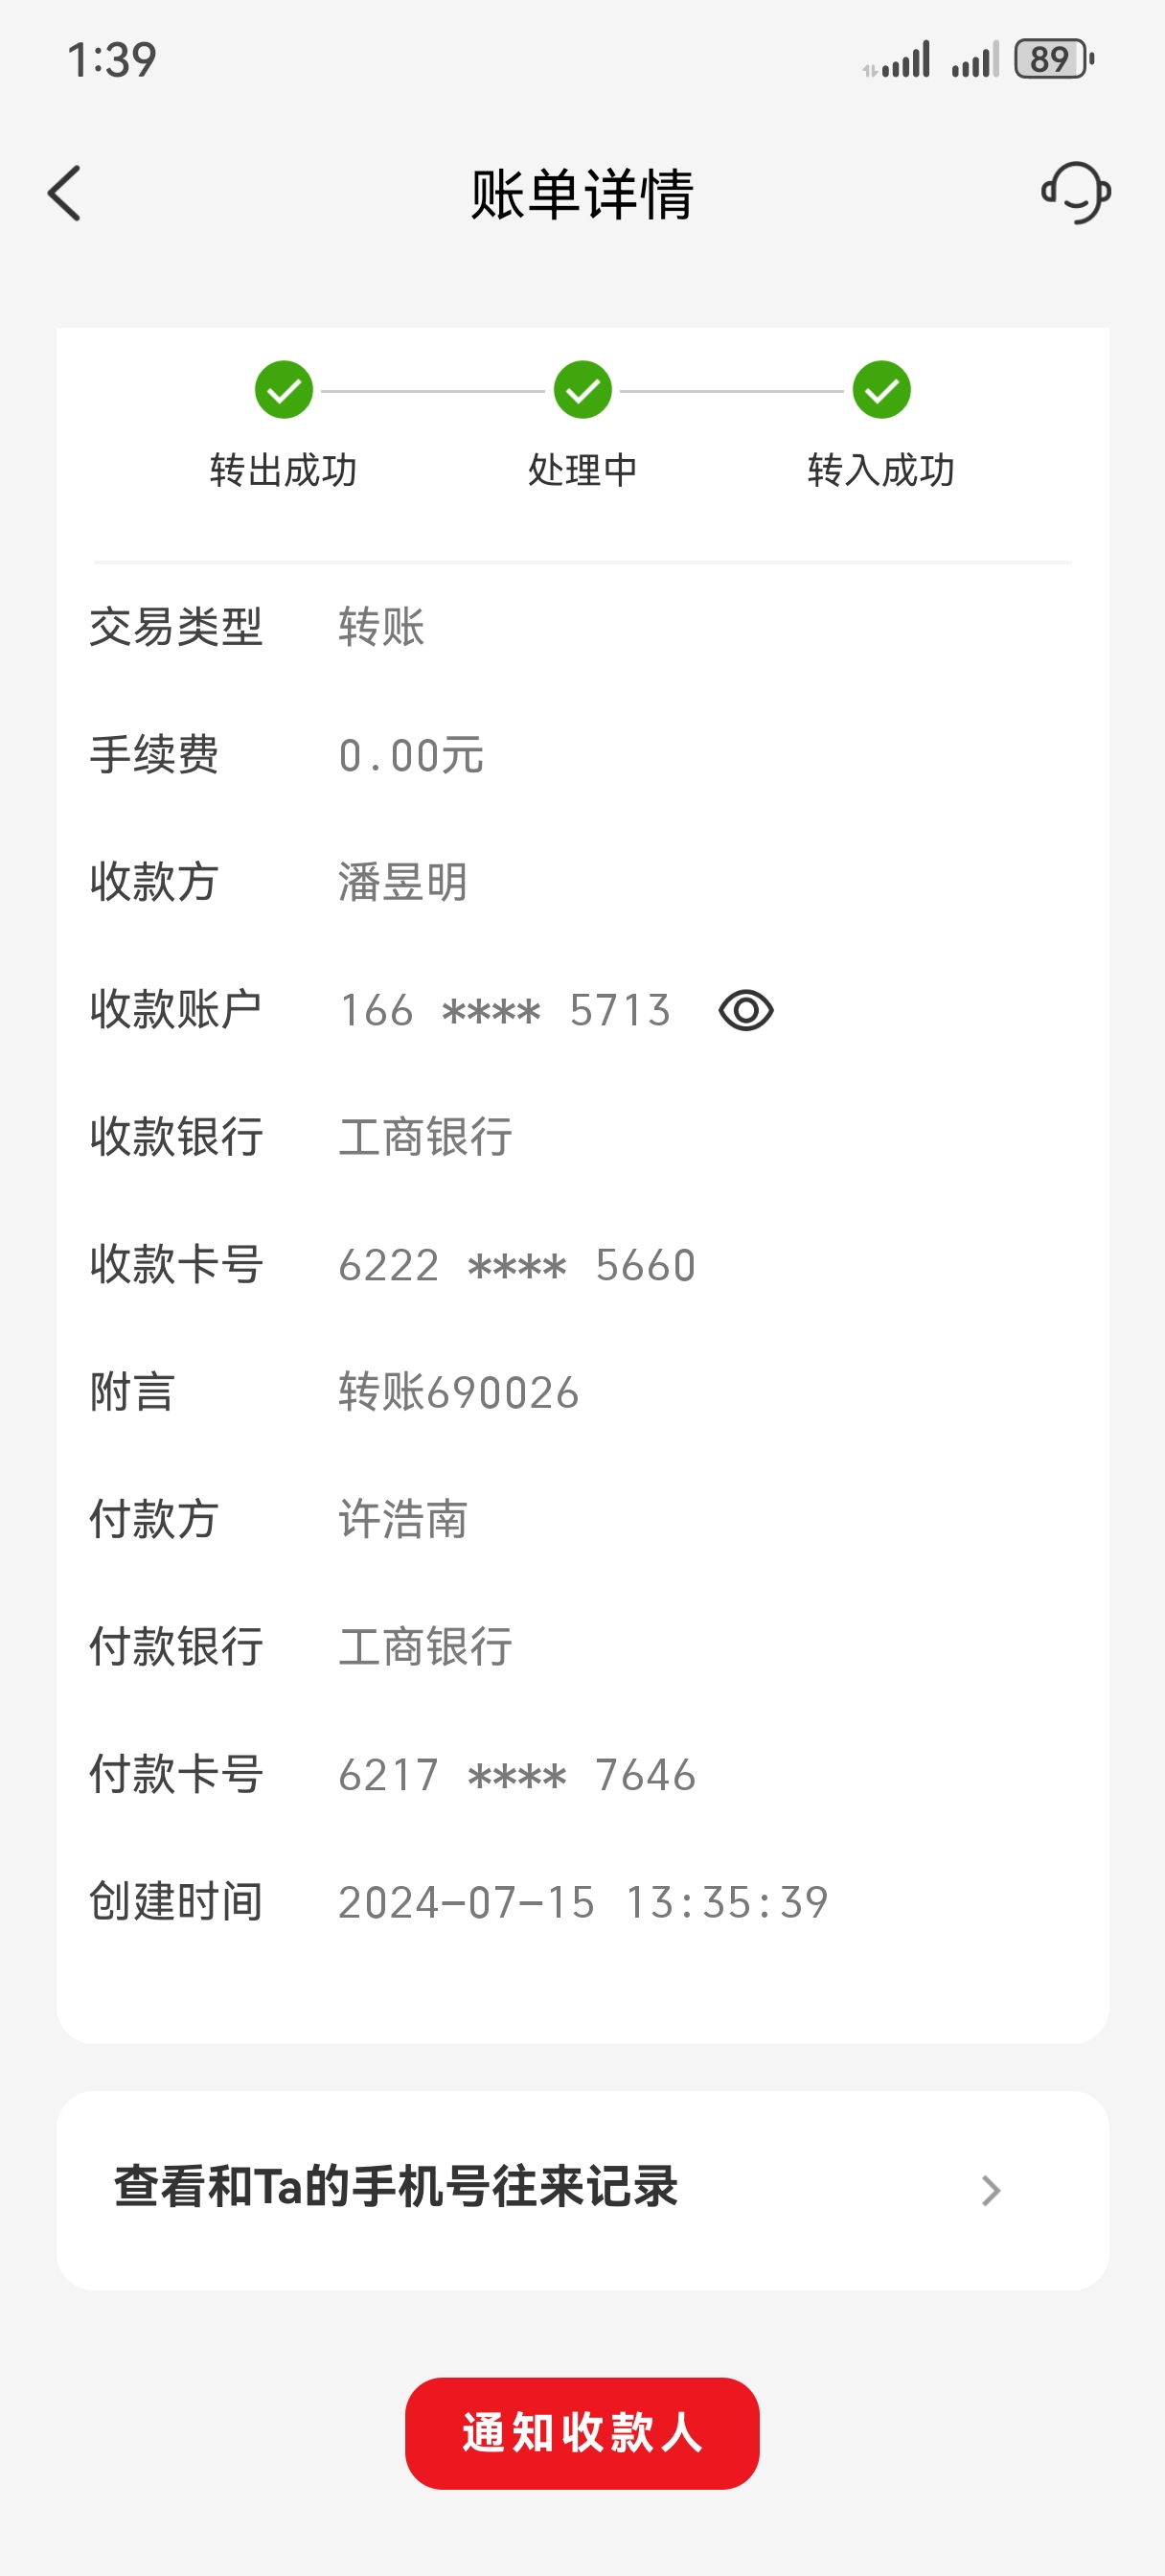 1:39
89
账单详情
转出成功 处理中 转入成功
交易类型 转账
手续费 0.00元
收款方 潘昱明
收款账户 166 **** 5713
收款银行 工商银行
收款卡号 6222 **** 5660
附言 转账690026
付款方 许浩南
付款银行 工商银行
付款卡号 6217 **** 7646
创建时间 2024-07-15 13:35:39
查看和Ta的手机号往来记录
通知收款人